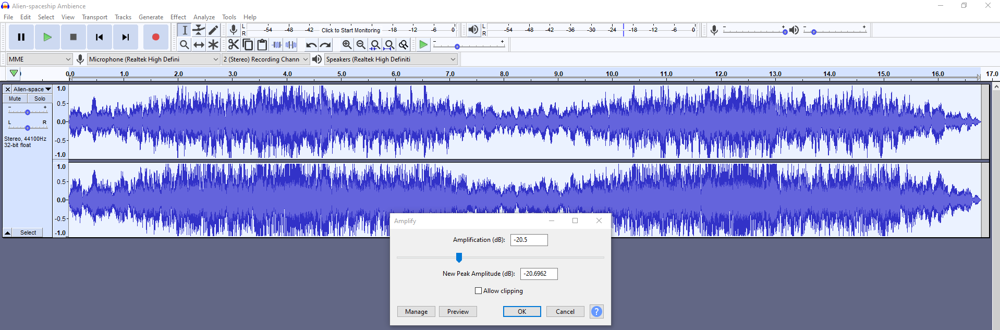 Alien-spaceship Ambience
File Edit Select View Transport Tracks Generate Effect Analyze Tools Help
L -54 -48 -42 Click to Start Monitoring -18 -12 -6 0 L -54 -48 -42 -36 -30 -24 -18 -12 -6 0 - + - +
R R
- +
MME Microphone (Realtek High Defini 2 (Stereo) Recording Chann Speakers (Realtek High Definiti
0.0 1.0 2.0 3.0 4.0 5.0 6.0 7.0 8.0 9.0 10.0 11.0 12.0 13.0 14.0 15.0 16.0 17.0
Alien-space 1.0
Mute Solo 0.5
- +
L R 0.0
Stereo, 44100Hz -0.5
32-bit float
-1.0
1.0
0.5
0.0
-0.5
Select -1.0
Amplify
Amplification (dB): -20.5
New Peak Amplitude (dB): -20.6962
Allow clipping
Manage Preview OK Cancel ?